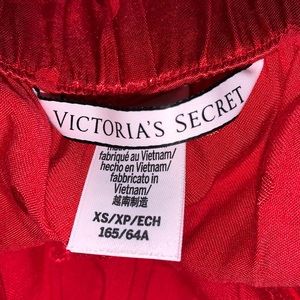 VICTORIA'S SECRET
fabriqué au Vietnam/
hecho en Vietnam/
fabbricato in
Vietnam/
越南制造
XS/XP/ECH
165/64A